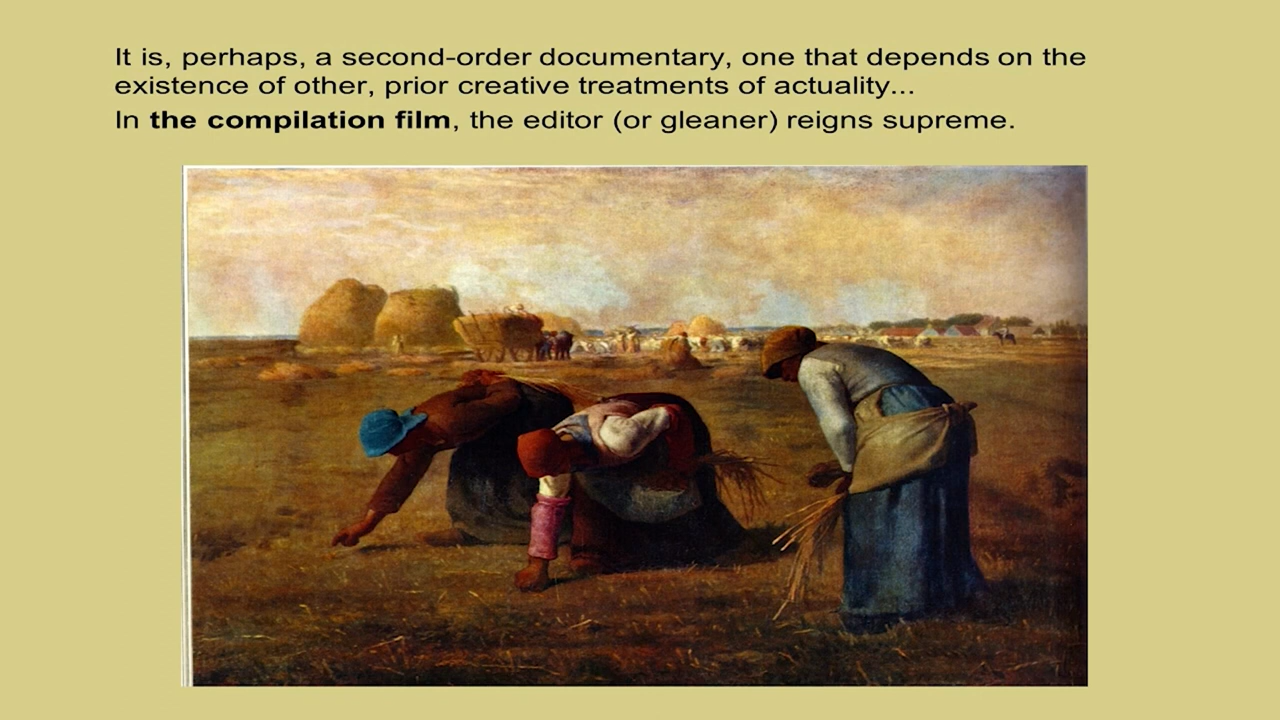 It is, perhaps, a second-order documentary, one that depends on the
existence of other, prior creative treatments of actuality...
In the compilation film, the editor (or gleaner) reigns supreme.